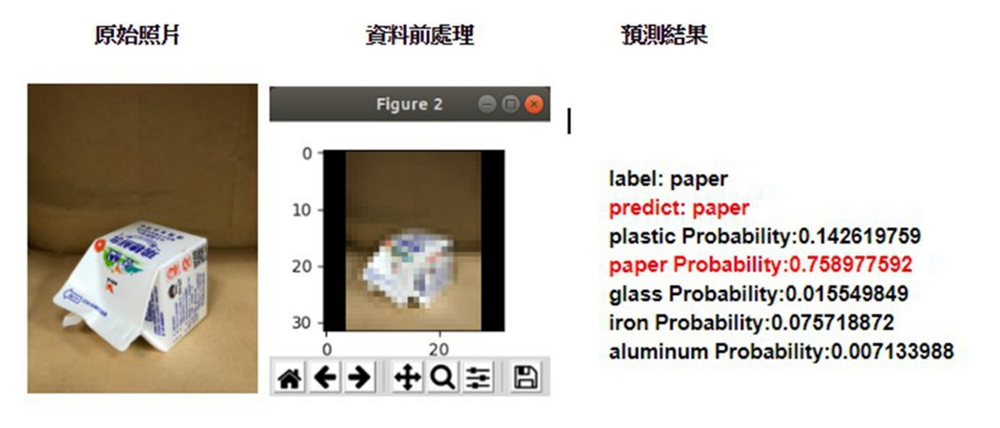 原始照片
資料前處理
預測結果
Figure 2
0
10
20
30
0
20
label: paper
predict: paper
plastic Probability:0.142619759
paper Probability:0.758977592
glass Probability:0.015549849
iron Probability:0.075718872
aluminum Probability:0.007133988